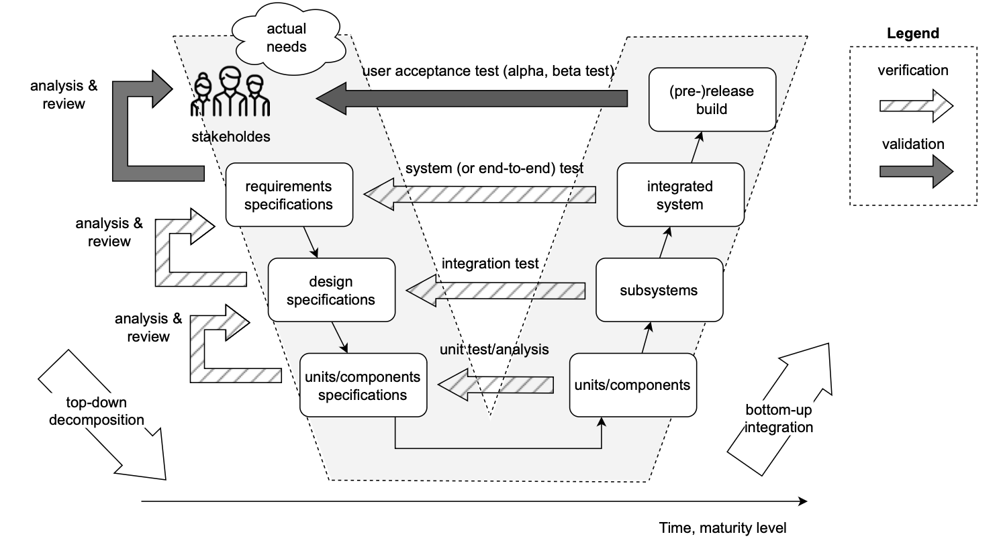 actual
needs
Legend
analysis &
review
user acceptance test (alpha, beta test)
(pre-)release
build
verification
stakeholdes
validation
requirements
specifications
system (or end-to-end) test
integrated
system
analysis &
review
design
specifications
integration test
subsystems
analysis &
review
units/components
specifications
unit test/analysis
units/components
top-down
decomposition
bottom-up
integration
Time, maturity level